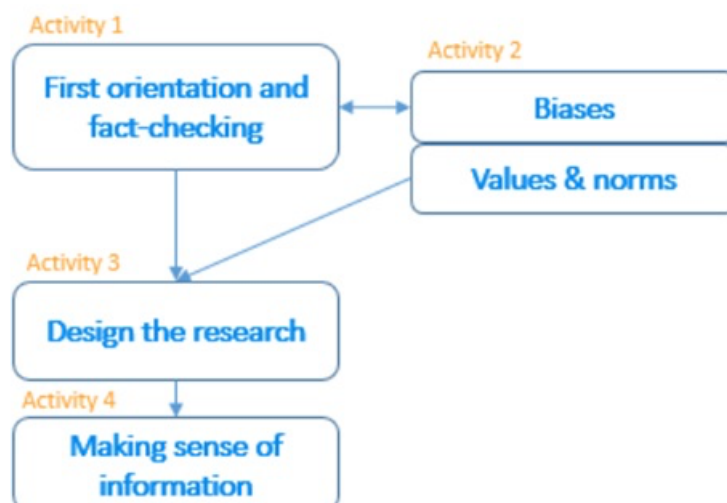 Activity 1
First orientation and
fact-checking
Activity 2
Biases
Values & norms
Activity 3
Design the research
Activity 4
Making sense of
information